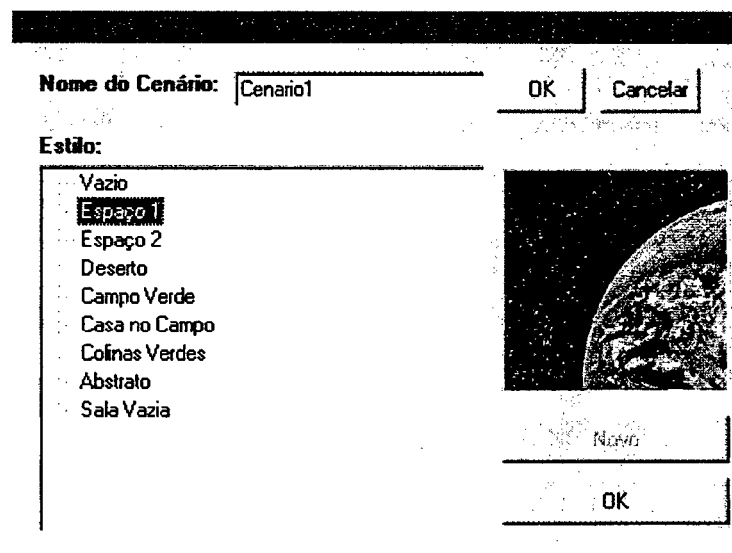 Nome do Cenário: Cenario1 OK Cancelar
Estilo:
Vazio
Espaço 1
Espaço 2
Deserto
Campo Verde
Casa no Campo
Colinas Verdes
Abstrato
Sala Vazia
Novo
OK